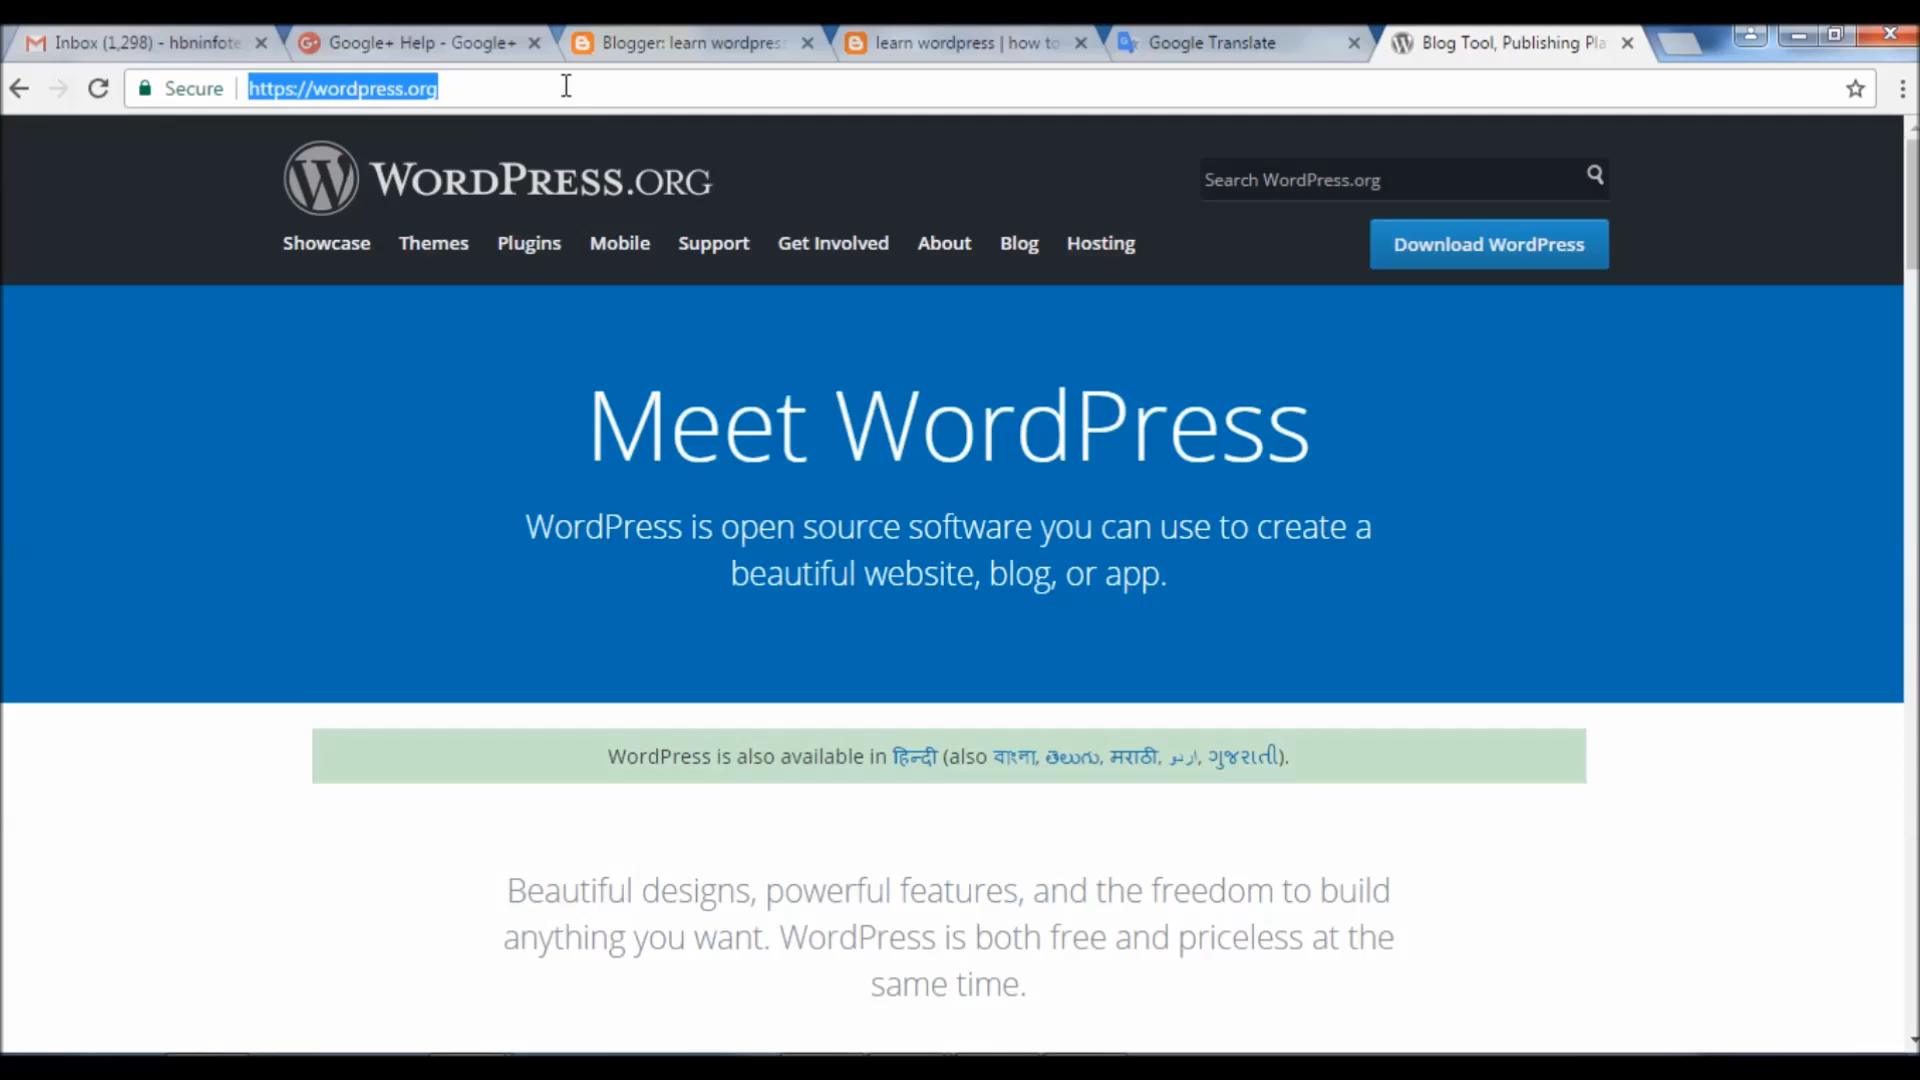 Inbox (1,298) - hbninfote
Google+ Help - Google+
Blogger: learn wordpress
learn wordpress | how to
Google Translate
Blog Tool, Publishing Pla
Secure
https://wordpress.org
WORDPRESS.ORG
Search WordPress.org
Showcase Themes Plugins Mobile Support Get Involved About Blog Hosting
Download WordPress
Meet WordPress
WordPress is open source software you can use to create a
beautiful website, blog, or app.
WordPress is also available in हिन्दी (also বাংলা, తెలుగు, मराठी, اردو, ગુજરાતી).
Beautiful designs, powerful features, and the freedom to build
anything you want. WordPress is both free and priceless at the
same time.